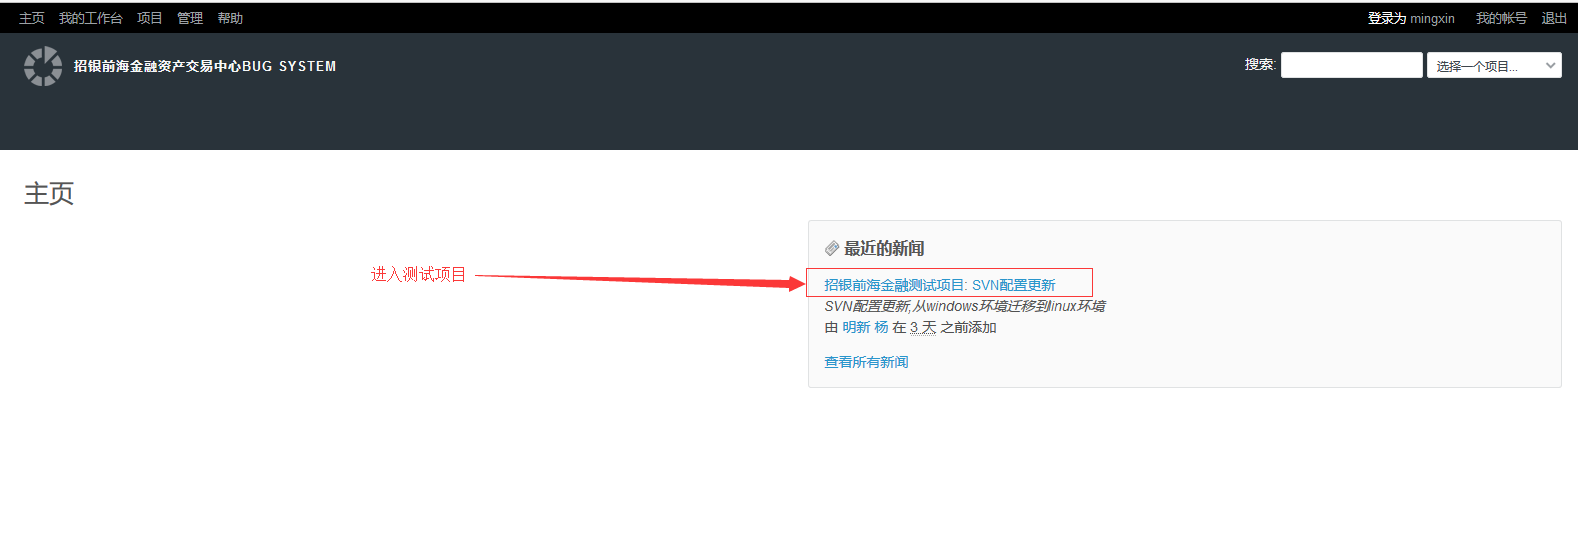 主页 我的工作台 项目 管理 帮助 登录为 mingxin 我的帐号 退出
招银前海金融资产交易中心BUG SYSTEM 搜索: 选择一个项目...
主页
最近的新闻
进入测试项目
招银前海金融测试项目: SVN配置更新
SVN配置更新,从windows环境迁移到linux环境
由 明新 杨 在 3 天 之前添加
查看所有新闻